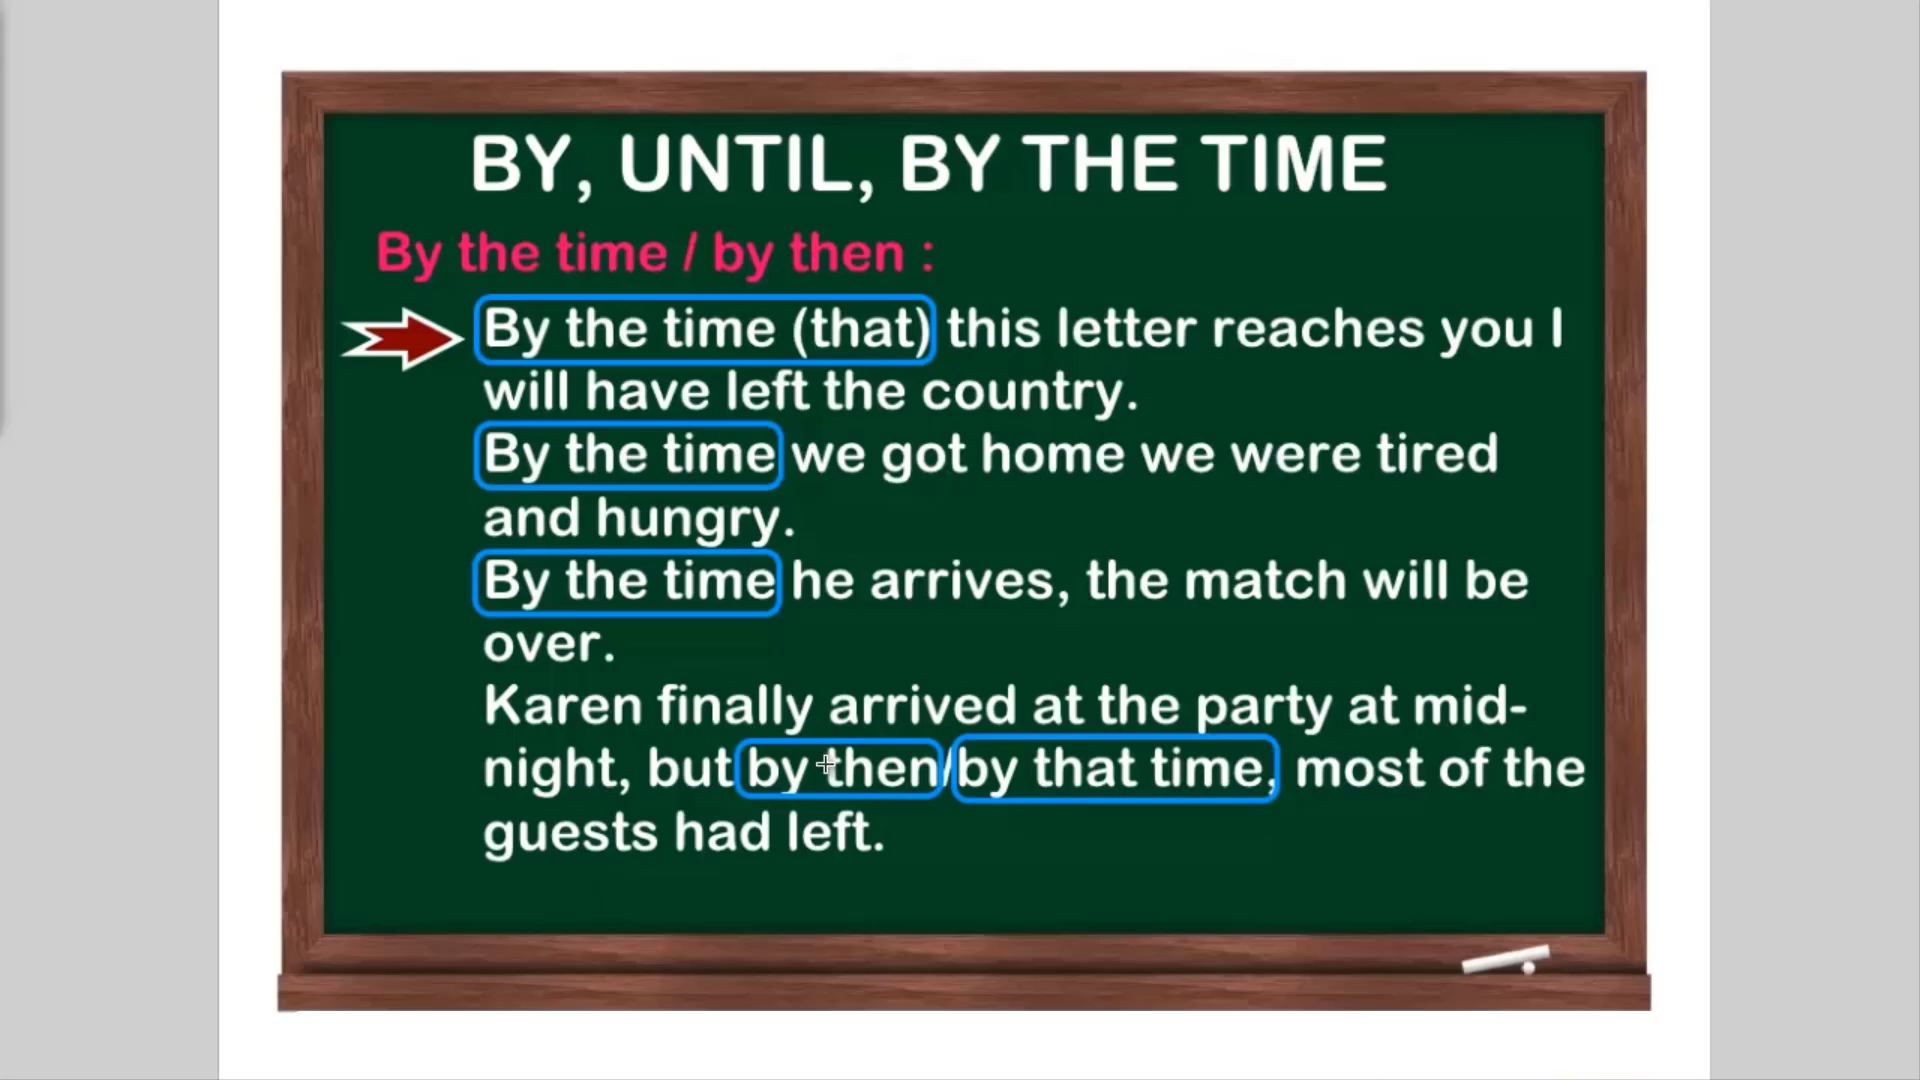 BY, UNTIL, BY THE TIME
By the time / by then :
By the time (that) this letter reaches you I
will have left the country.
By the time we got home we were tired
and hungry.
By the time he arrives, the match will be
over.
Karen finally arrived at the party at mid-
night, but by then/by that time, most of the
guests had left.